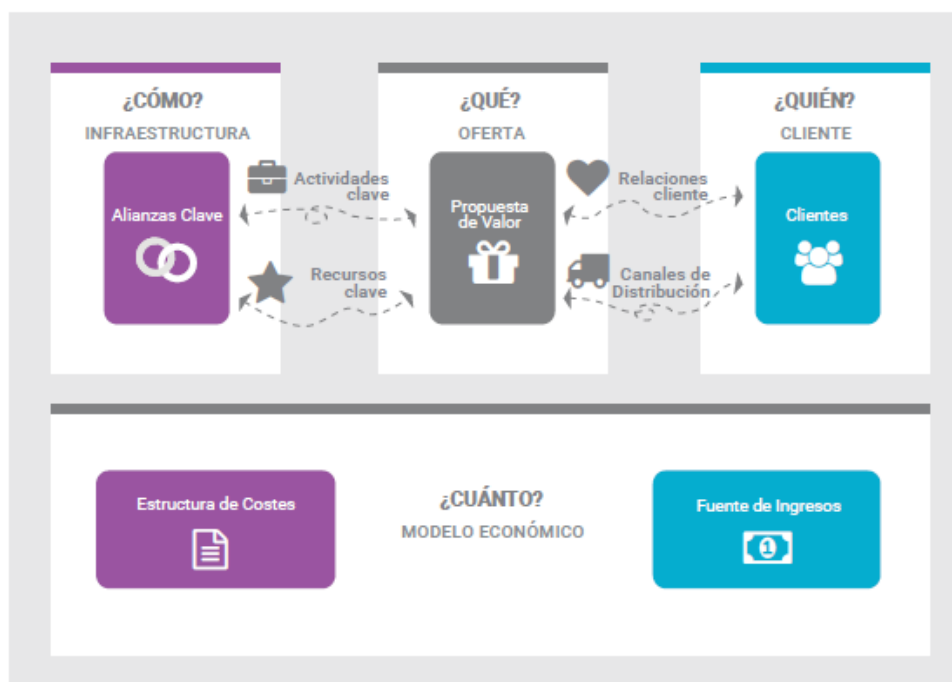 ¿CÓMO?
INFRAESTRUCTURA
Alianzas Clave
Actividades
clave
Recursos
clave
¿QUÉ?
OFERTA
Propuesta
de Valor
Relaciones
cliente
Canales de
Distribución
¿QUIÉN?
CLIENTE
Clientes
Estructura de Costes
¿CUÁNTO?
MODELO ECONÓMICO
Fuente de Ingresos
1